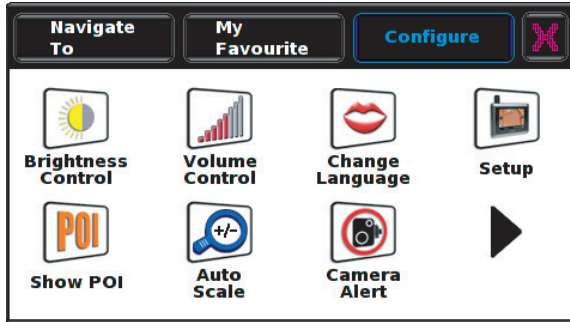 Navigate To
My Favourite
Configure
X
Brightness Control
Volume Control
Change Language
Setup
POI
+/-
Show POI
Auto Scale
Camera Alert